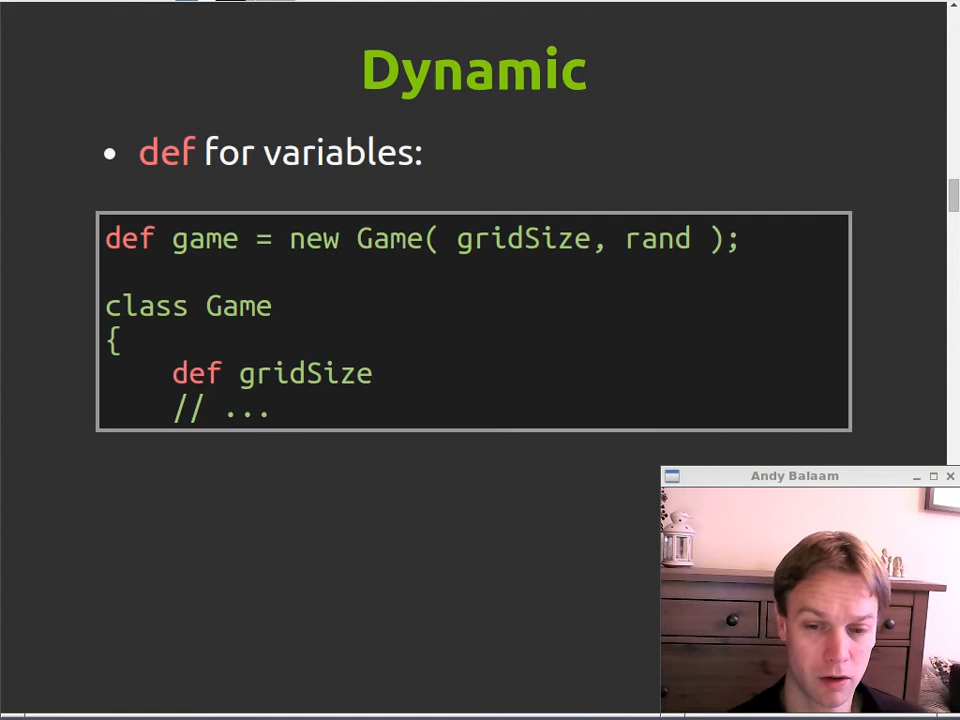 Dynamic
• def for variables:
def game = new Game( gridSize, rand );
class Game
{
def gridSize
// ...
Andy Balaam